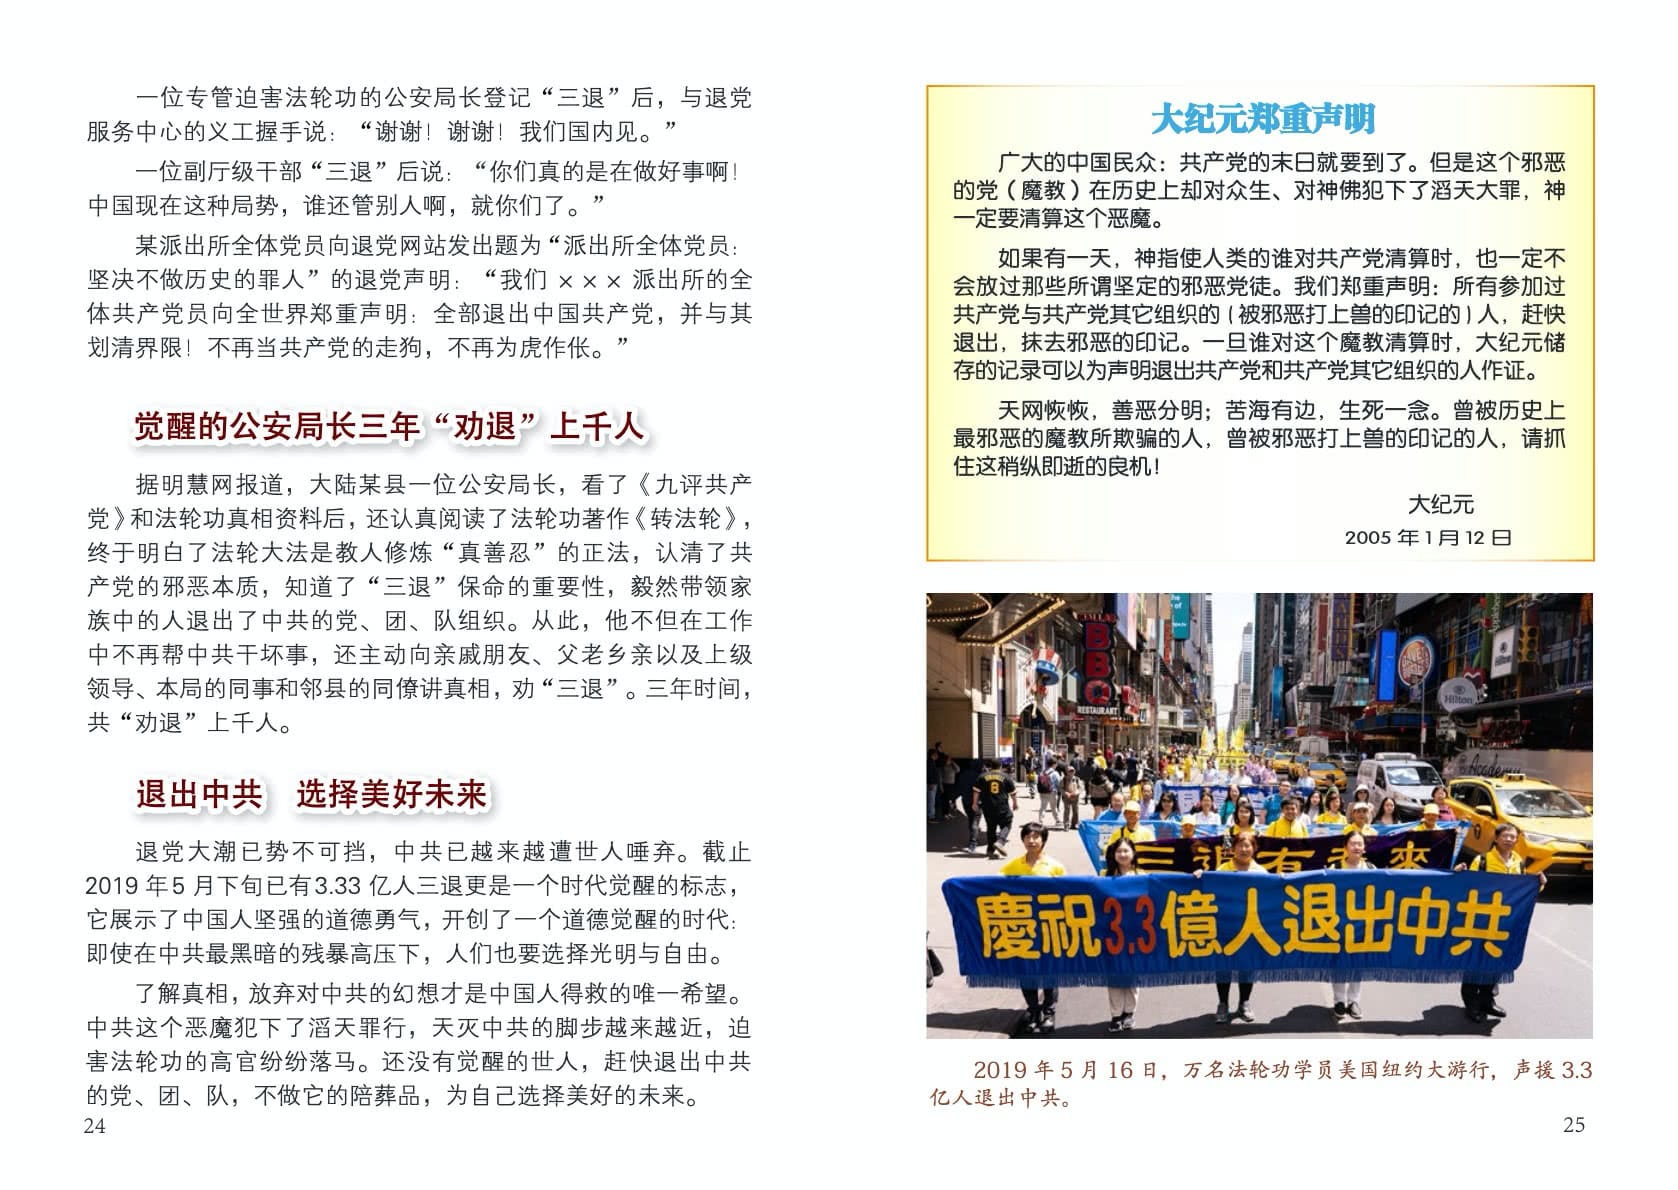 一位专管迫害法轮功的公安局长登记“三退”后，与退党
服务中心的义工握手说：“谢谢！谢谢！我们国内见。”
一位副厅级干部“三退”后说：“你们真的是在做好事啊！
中国现在这种局势，谁还管别人啊，就你们了。”
某派出所全体党员向退党网站发出题为“派出所全体党员：
坚决不做历史的罪人”的退党声明：“我们 ××× 派出所的全
体共产党员向全世界郑重声明：全部退出中国共产党，并与其
划清界限！不再当共产党的走狗，不再为虎作伥。”
觉醒的公安局长三年“劝退”上千人
据明慧网报道，大陆某县一位公安局长，看了《九评共产
党》和法轮功真相资料后，还认真阅读了法轮功著作《转法轮》，
终于明白了法轮大法是教人修炼“真善忍”的正法，认清了共
产党的邪恶本质，知道了“三退”保命的重要性，毅然带领家
族中的人退出了中共的党、团、队组织。从此，他不但在工作
中不再帮中共干坏事，还主动向亲戚朋友、父老乡亲以及上级
领导、本局的同事和邻县的同僚讲真相，劝“三退”。三年时间，
共“劝退”上千人。
退出中共　选择美好未来
退党大潮已势不可挡，中共已越来越遭世人唾弃。截止
2019 年5 月下旬已有3.33 亿人三退更是一个时代觉醒的标志，
它展示了中国人坚强的道德勇气，开创了一个道德觉醒的时代：
即使在中共最黑暗的残暴高压下，人们也要选择光明与自由。
了解真相，放弃对中共的幻想才是中国人得救的唯一希望。
中共这个恶魔犯下了滔天罪行，天灭中共的脚步越来越近，迫
害法轮功的高官纷纷落马。还没有觉醒的世人，赶快退出中共
的党、团、队，不做它的陪葬品，为自己选择美好的未来。
24
大纪元郑重声明
广大的中国民众：共产党的末日就要到了。但是这个邪恶
的党（魔教）在历史上却对众生、对神佛犯下了滔天大罪，神
一定要清算这个恶魔。
如果有一天，神指使人类的谁对共产党清算时，也一定不
会放过那些所谓坚定的邪恶党徒。我们郑重声明：所有参加过
共产党与共产党其它组织的（被邪恶打上兽的印记的）人，赶快
退出，抹去邪恶的印记。一旦谁对这个魔教清算时，大纪元储
存的记录可以为声明退出共产党和共产党其它组织的人作证。
天网恢恢，善恶分明；苦海有边，生死一念。曾被历史上
最邪恶的魔教所欺骗的人，曾被邪恶打上兽的印记的人，请抓
住这稍纵即逝的良机！
大纪元
2005 年 1 月 12 日
DALLAS
BBQ
RESTAURANT
Hilton
Hilton
Academy
三退有未來
慶祝3.3億人退出中共
2019 年 5 月 16 日，万名法轮功学员美国纽约大游行，声援 3.3
亿人退出中共。
25